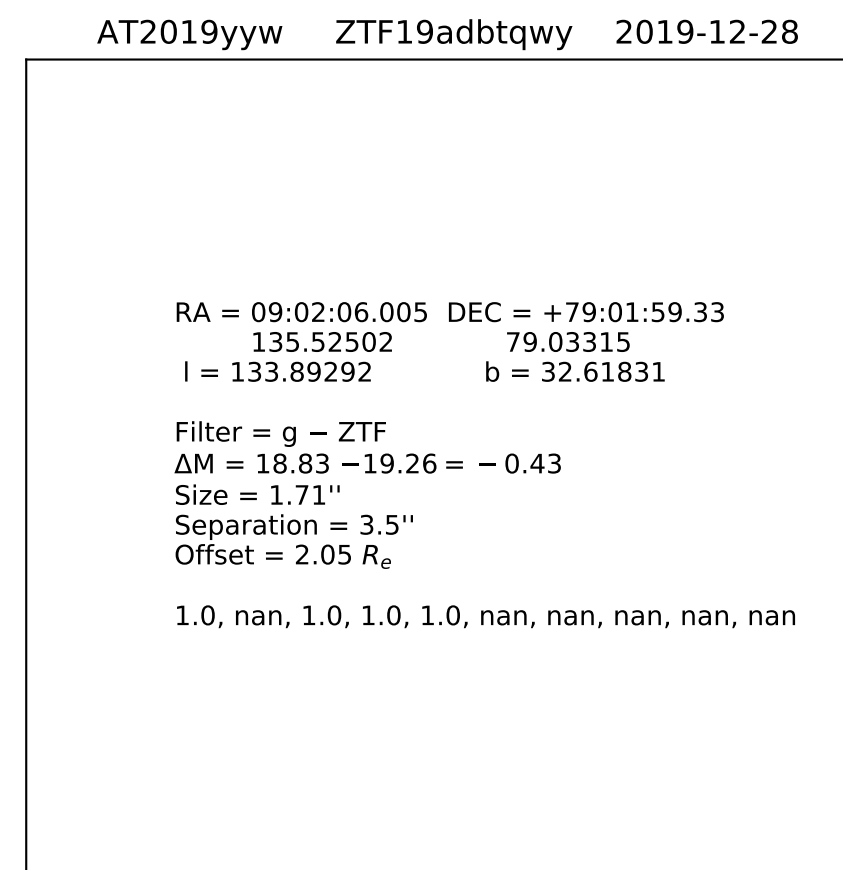 AT2019yyw ZTF19adbtqwy 2019-12-28
RA = 09:02:06.005 DEC = +79:01:59.33
135.52502 79.03315
l = 133.89292 b = 32.61831
Filter = g − ZTF
ΔM = 18.83 −19.26 = − 0.43
Size = 1.71''
Separation = 3.5''
Offset = 2.05 Re
1.0, nan, 1.0, 1.0, 1.0, nan, nan, nan, nan, nan